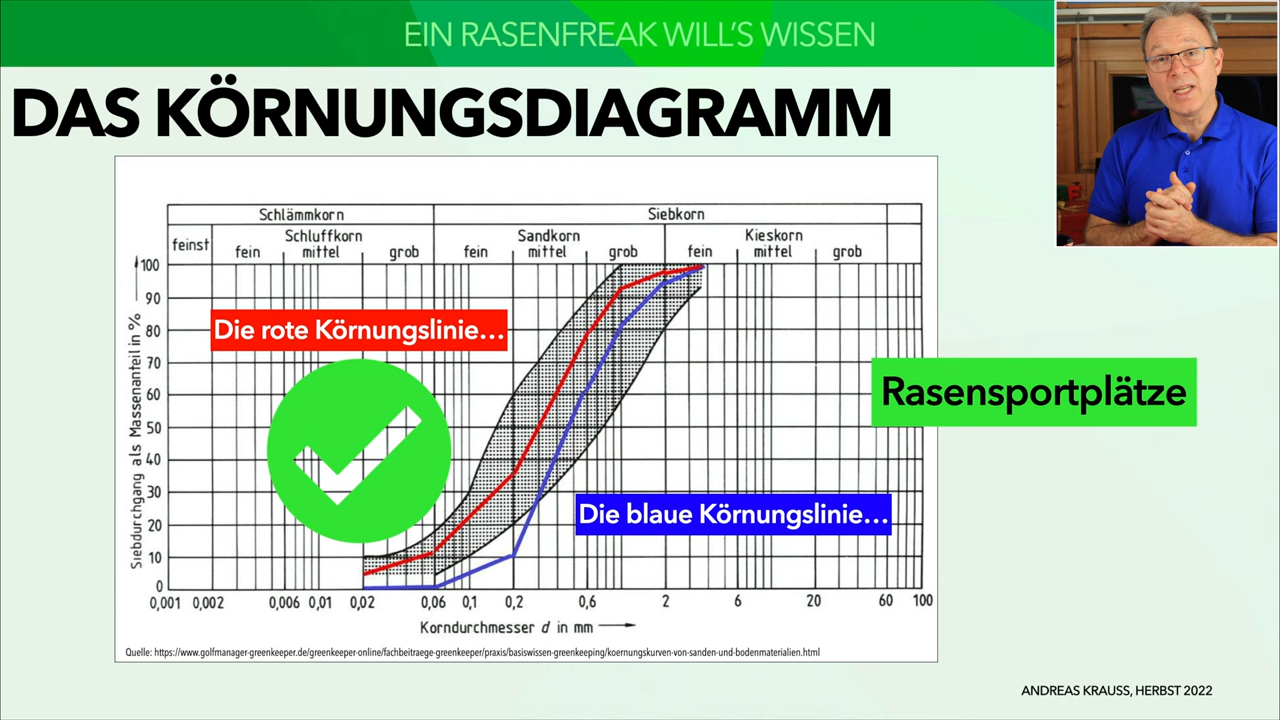 EIN RASENFREAK WILL'S WISSEN
DAS KÖRNUNGSDIAGRAMM
Schlämmkorn Siebkorn
feinst Schluffkorn Sandkorn Kieskorn
fein mittel grob fein mittel grob fein mittel grob
Siebdurchgang als Massenanteil in %
100
90
80
70
60
50
40
30
20
10
0
Die rote Körnungslinie...
Rasensportplätze
Die blaue Körnungslinie...
0,001 0,002 0,006 0,01 0,02 0,06 0,1 0,2 0,6 2 6 20 60 100
Korndurchmesser d in mm
Quelle: https://www.golfmanager-greenkeeper.de/greenkeeper-online/fachbeitraege-greenkeeper/praxis/basiswissen-greenkeeping/koernungskurven-von-sanden-und-bodenmaterialien.html
ANDREAS KRAUSS, HERBST 2022